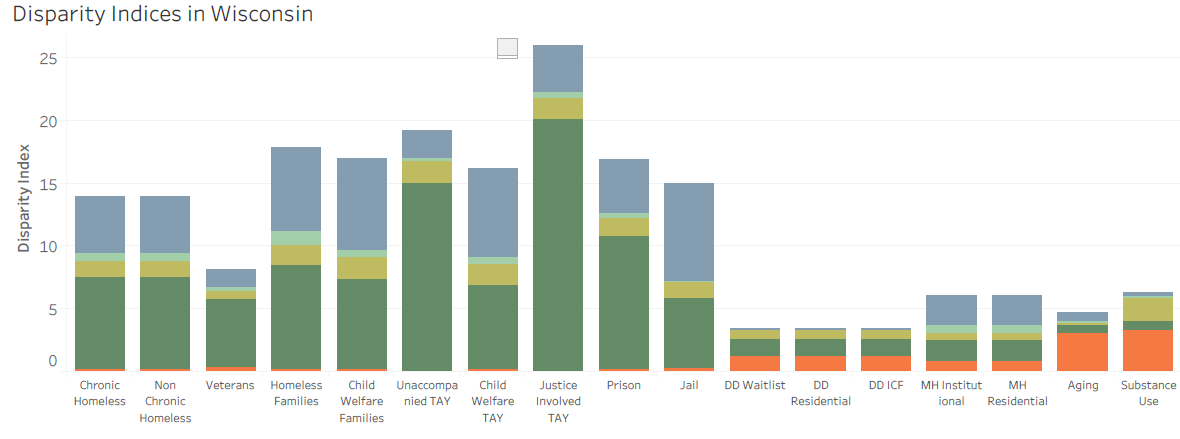 Disparity Indices in Wisconsin
Disparity Index
25
20
15
10
5
0
Chronic
Homeless
Non
Chronic
Homeless
Veterans
Homeless
Families
Child
Welfare
Families
Unaccompa
nied TAY
Child
Welfare
TAY
Justice
Involved
TAY
Prison
Jail
DD Waitlist
DD
Residential
DD ICF
MH Institut
ional
MH
Residential
Aging
Substance
Use